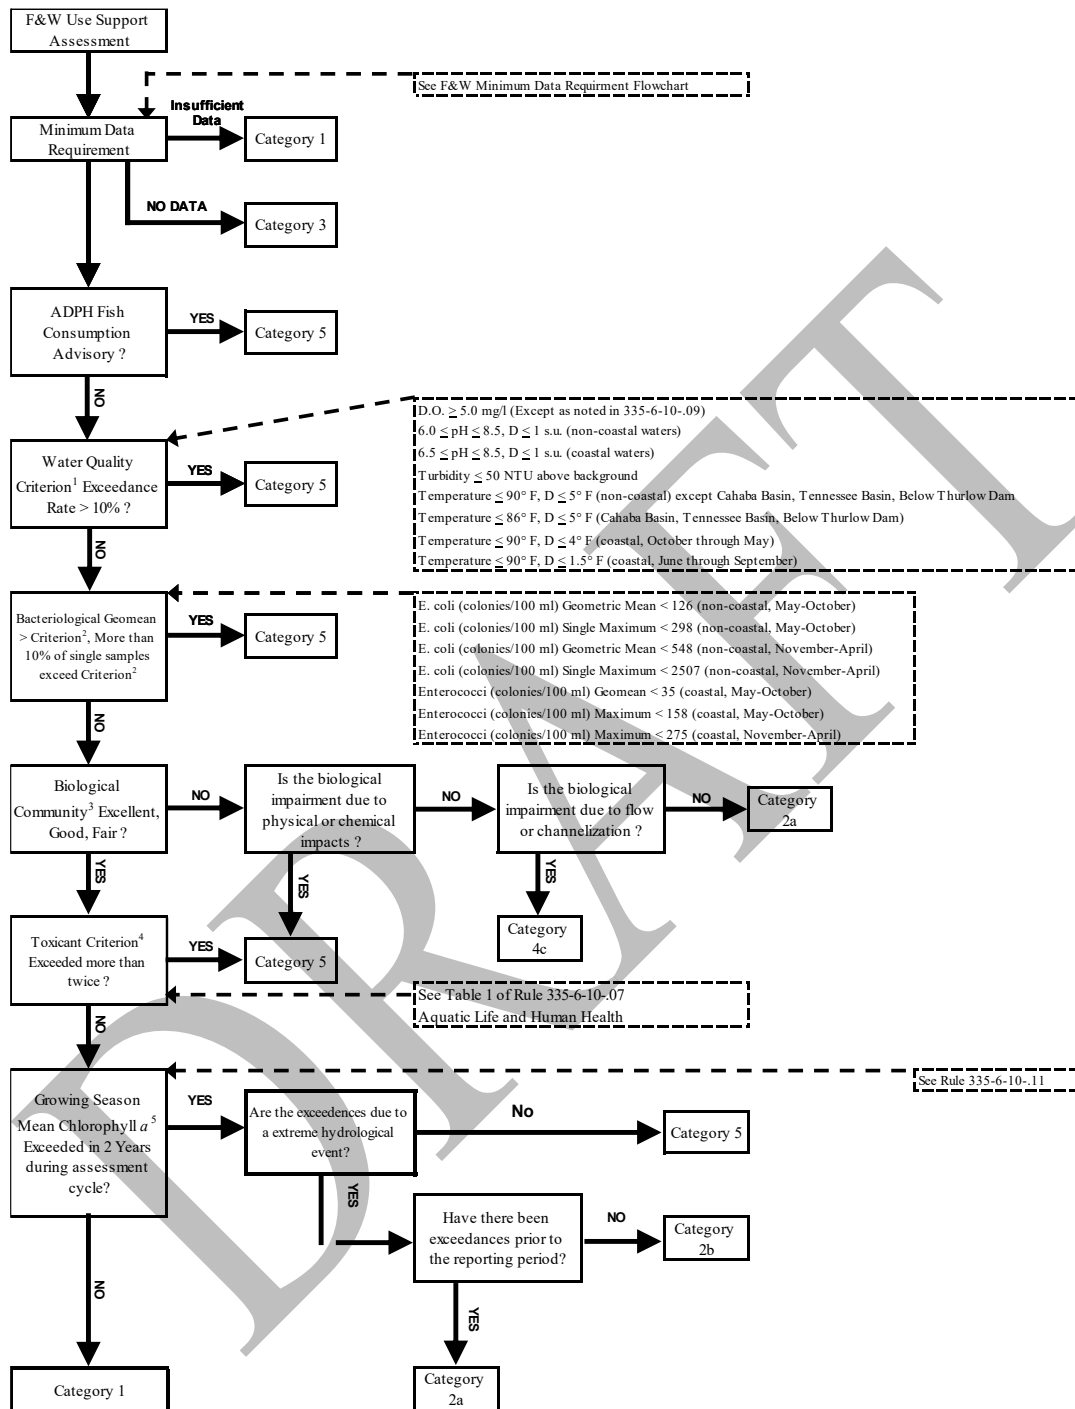 F&W Use Support
Assessment
See F&W Minimum Data Requirment Flowchart
Insufficient
Data
Minimum Data
Requirement
Category 1
NO DATA
Category 3
ADPH Fish
Consumption
Advisory ?
YES
Category 5
NO
D.O. ≥ 5.0 mg/l (Except as noted in 335-6-10-.09)
6.0 ≤ pH ≤ 8.5, D ≤ 1 s.u. (non-coastal waters)
6.5 ≤ pH ≤ 8.5, D ≤ 1 s.u. (coastal waters)
Turbidity ≤ 50 NTU above background
Temperature ≤ 90° F, D ≤ 5° F (non-coastal) except Cahaba Basin, Tennessee Basin, Below Thurlow Dam
Temperature ≤ 86° F, D ≤ 5° F (Cahaba Basin, Tennessee Basin, Below Thurlow Dam)
Temperature ≤ 90° F, D ≤ 4° F (coastal, October through May)
Temperature ≤ 90° F, D ≤ 1.5° F (coastal, June through September)
Water Quality
Criterion¹ Exceedance
Rate > 10% ?
YES
Category 5
NO
E. coli (colonies/100 ml) Geometric Mean < 126 (non-coastal, May-October)
E. coli (colonies/100 ml) Single Maximum < 298 (non-coastal, May-October)
E. coli (colonies/100 ml) Geometric Mean < 548 (non-coastal, November-April)
E. coli (colonies/100 ml) Single Maximum < 2507 (non-coastal, November-April)
Enterococci (colonies/100 ml) Geomean < 35 (coastal, May-October)
Enterococci (colonies/100 ml) Maximum < 158 (coastal, May-October)
Enterococci (colonies/100 ml) Maximum < 275 (coastal, November-April)
Bacteriological Geomean
> Criterion², More than
10% of single samples
exceed Criterion²
YES
Category 5
NO
Biological
Community³ Excellent,
Good, Fair ?
NO
Is the biological
impairment due to
physical or chemical
impacts ?
NO
Is the biological
impairment due to flow
or channelization ?
NO
Category
2a
YES
YES
YES
Category
4c
Toxicant Criterion⁴
Exceeded more than
twice ?
YES
Category 5
See Table 1 of Rule 335-6-10-.07
Aquatic Life and Human Health
NO
See Rule 335-6-10-.11
Growing Season
Mean Chlorophyll a ⁵
Exceeded in 2 Years
during assessment
cycle?
YES
Are the exceedences due to
a extreme hydrological
event?
No
Category 5
YES
Have there been
exceedances prior to
the reporting period?
NO
Category
2b
NO
YES
Category 1
Category
2a
DRAFT